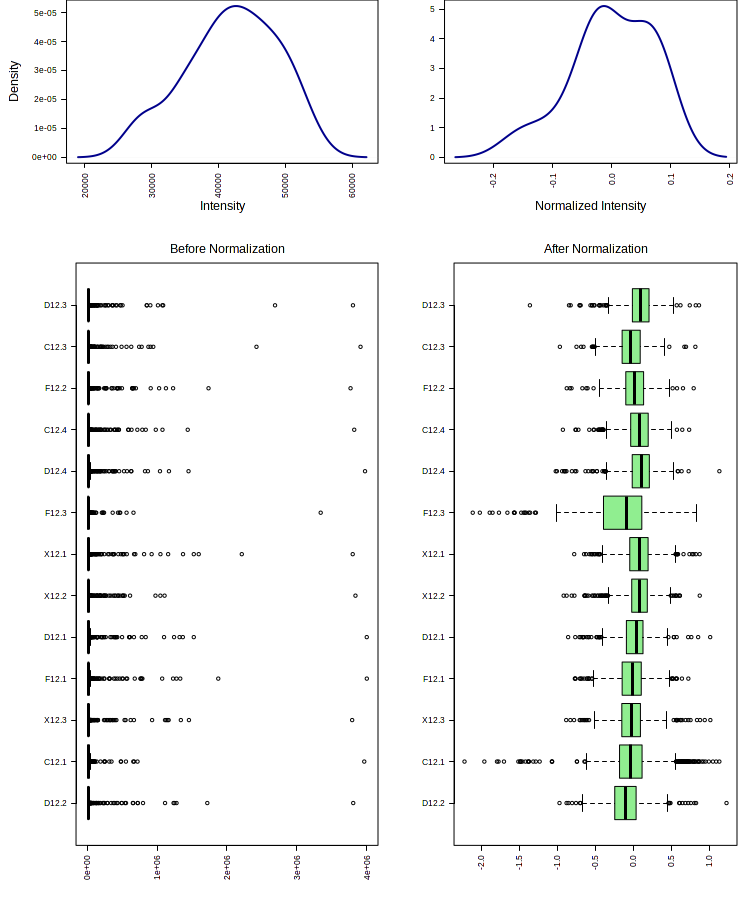 5e-05
4e-05
3e-05
2e-05
1e-05
0e+00
Density
20000
30000
40000
50000
60000
Intensity
5
4
3
2
1
0
-0.2
-0.1
0.0
0.1
0.2
Normalized Intensity
Before Normalization
D12.3
C12.3
F12.2
C12.4
D12.4
F12.3
X12.1
X12.2
D12.1
F12.1
X12.3
C12.1
D12.2
0e+00
1e+06
2e+06
3e+06
4e+06
After Normalization
D12.3
C12.3
F12.2
C12.4
D12.4
F12.3
X12.1
X12.2
D12.1
F12.1
X12.3
C12.1
D12.2
-2.0
-1.5
-1.0
-0.5
0.0
0.5
1.0